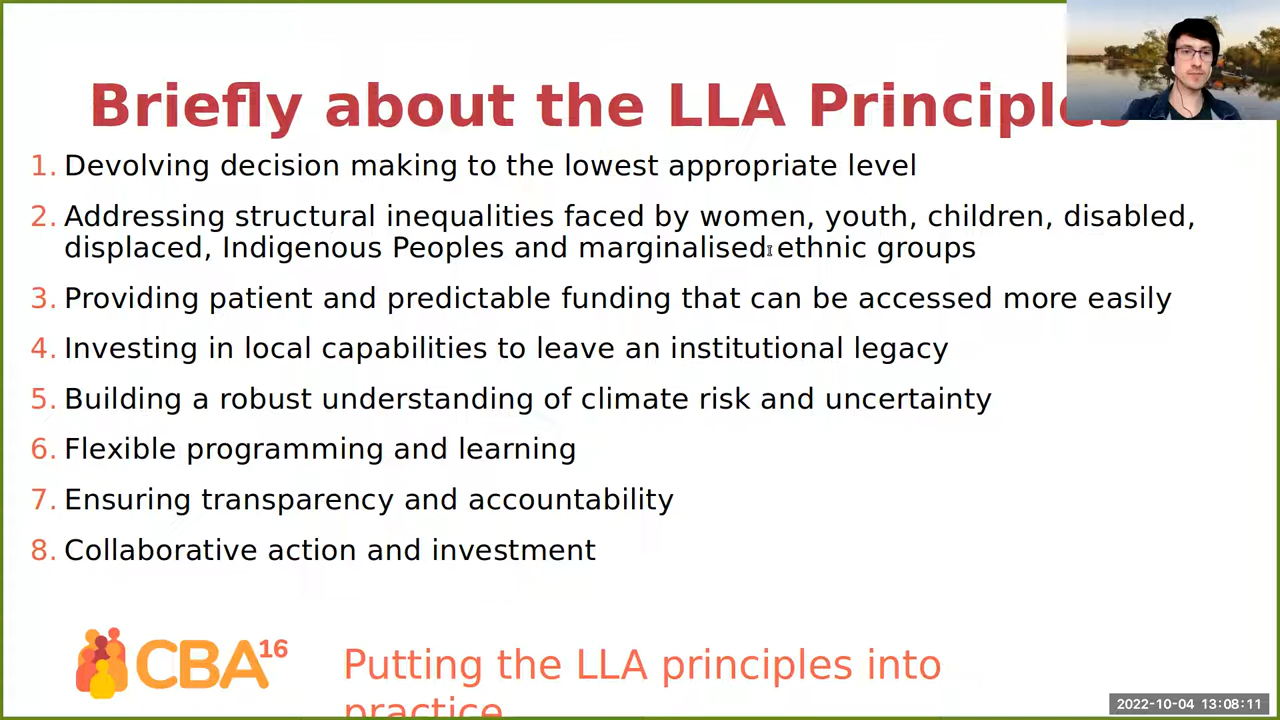 Briefly about the LLA Principles
1. Devolving decision making to the lowest appropriate level
2. Addressing structural inequalities faced by women, youth, children, disabled,
displaced, Indigenous Peoples and marginalised ethnic groups
3. Providing patient and predictable funding that can be accessed more easily
4. Investing in local capabilities to leave an institutional legacy
5. Building a robust understanding of climate risk and uncertainty
6. Flexible programming and learning
7. Ensuring transparency and accountability
8. Collaborative action and investment
CBA16
Putting the LLA principles into
practice
2022-10-04 13:08:11